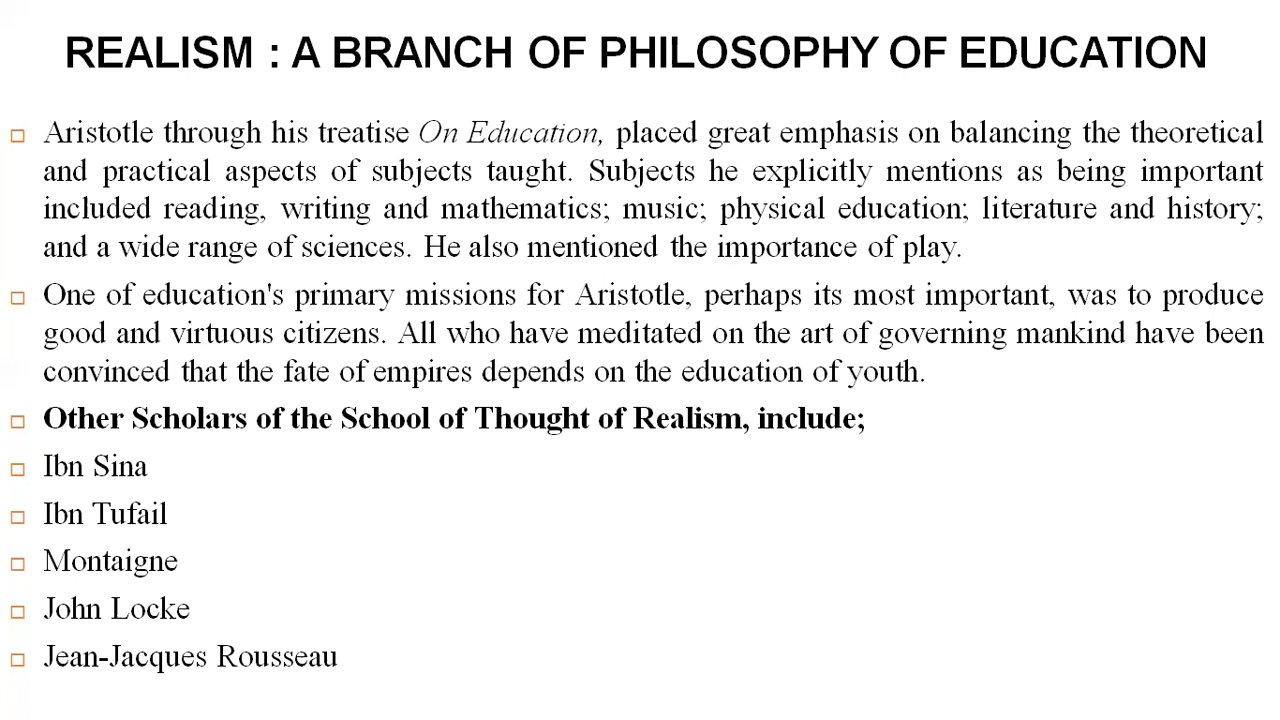 REALISM : A BRANCH OF PHILOSOPHY OF EDUCATION
Aristotle through his treatise On Education, placed great emphasis on balancing the theoretical
and practical aspects of subjects taught. Subjects he explicitly mentions as being important
included reading, writing and mathematics; music; physical education; literature and history;
and a wide range of sciences. He also mentioned the importance of play.
One of education's primary missions for Aristotle, perhaps its most important, was to produce
good and virtuous citizens. All who have meditated on the art of governing mankind have been
convinced that the fate of empires depends on the education of youth.
Other Scholars of the School of Thought of Realism, include;
Ibn Sina
Ibn Tufail
Montaigne
John Locke
Jean-Jacques Rousseau